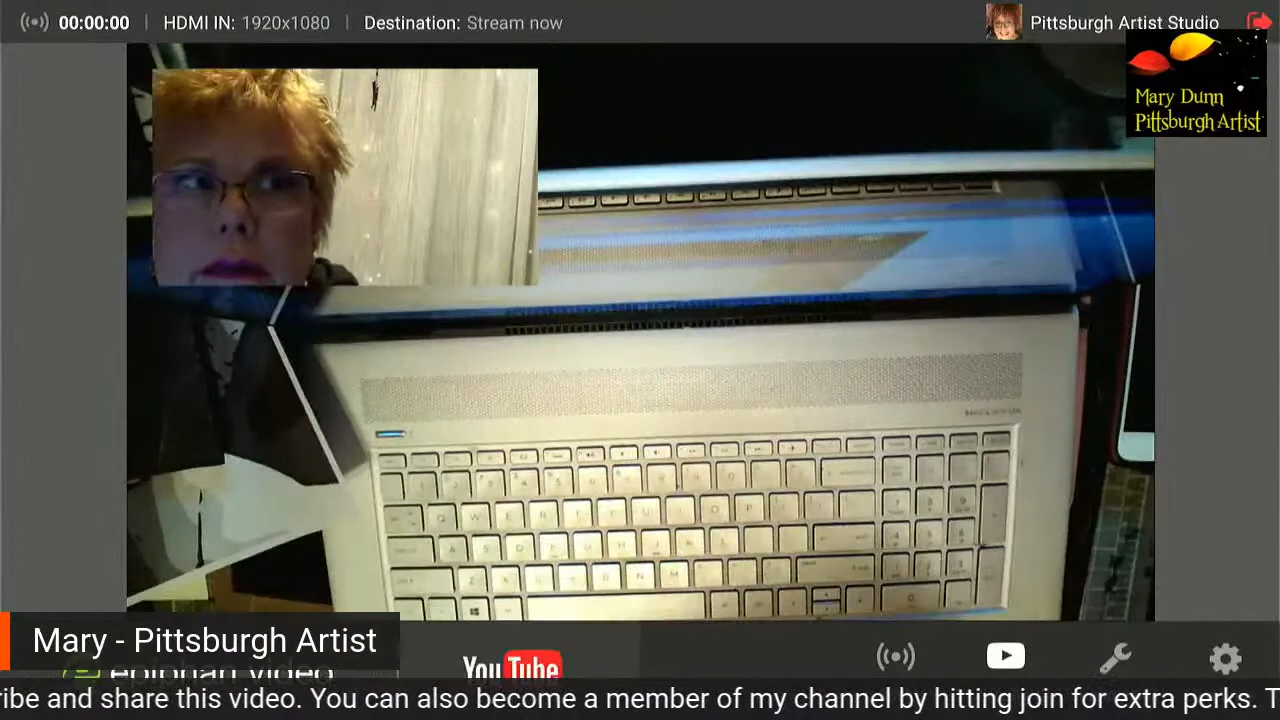 00:00:00 HDMI IN: 1920x1080 Destination: Stream now Pittsburgh Artist Studio
Mary Dunn
Pittsburgh Artist
Q W E R
Z
B N M
Mary - Pittsburgh Artist
epiphan video YouTube
ribe and share this video. You can also become a member of my channel by hitting join for extra perks. T